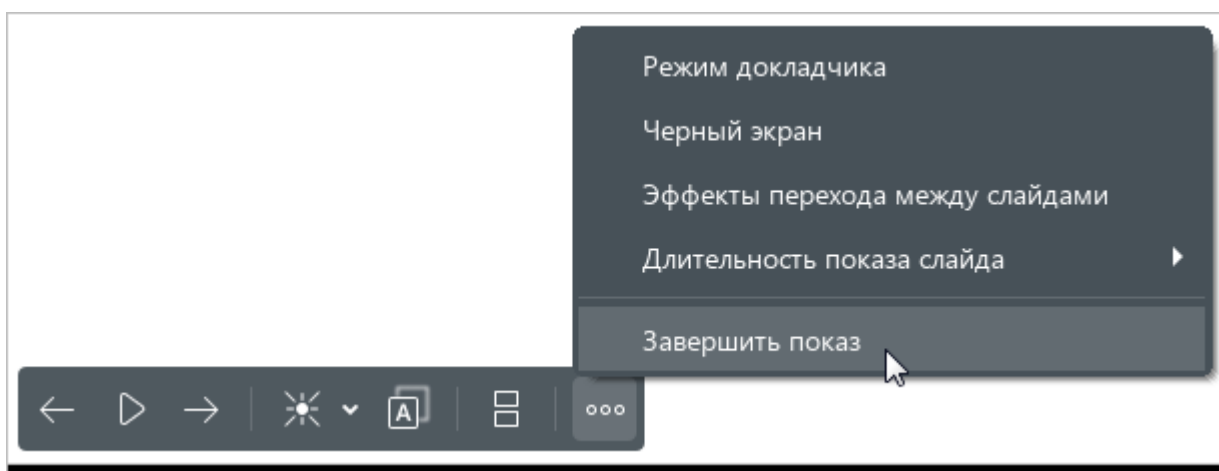 Режим докладчика
Черный экран
Эффекты перехода между слайдами
Длительность показа слайда
Завершить показ
A